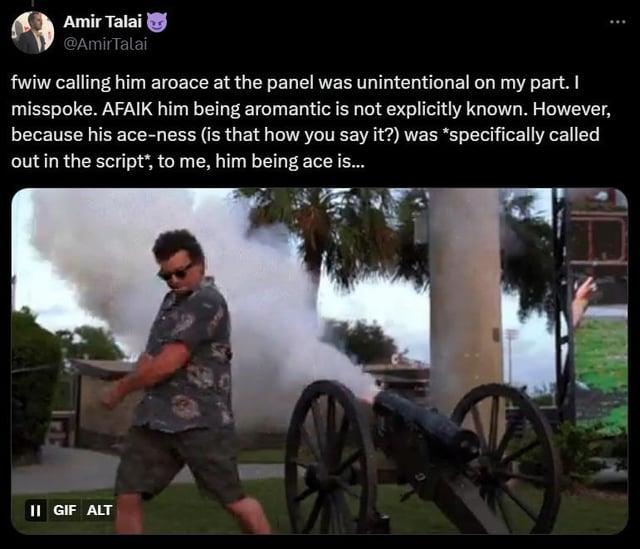 Amir Talai 😈
@AmirTalai
fwiw calling him aroace at the panel was unintentional on my part. I
misspoke. AFAIK him being aromantic is not explicitly known. However,
because his ace-ness (is that how you say it?) was *specifically called
out in the script*, to me, him being ace is...
GIF ALT